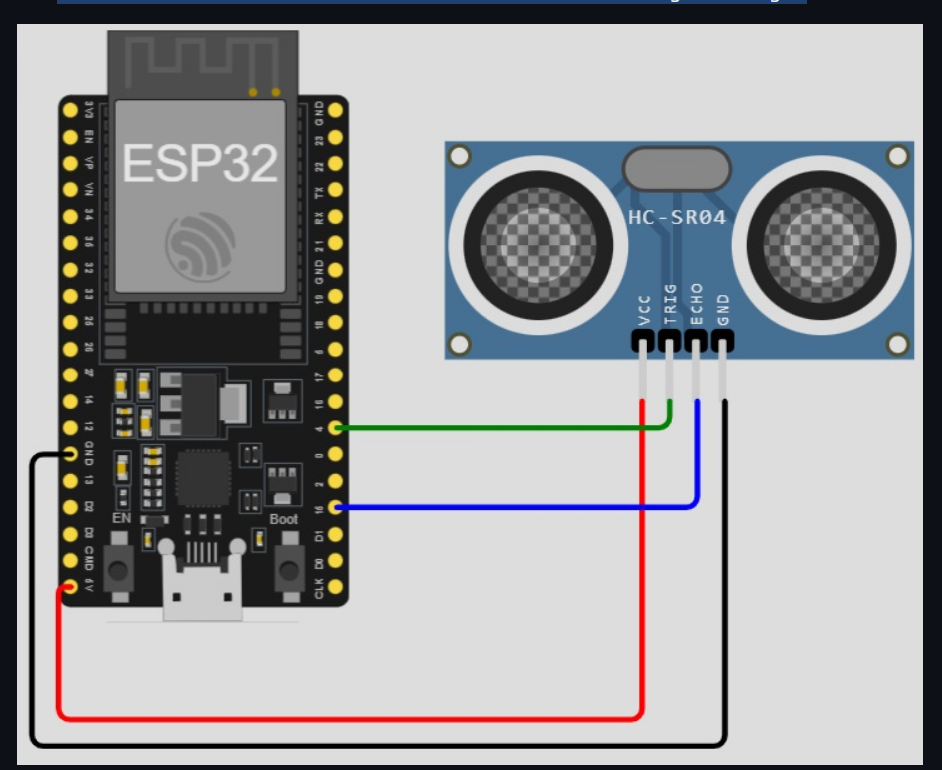 ESP32
3V3
EN
VP
VN
34
35
32
33
25
26
27
14
12
GND
13
D2
D3
CMD
5V
GND
23
22
TX
RX
21
GND
19
18
5
17
16
4
0
2
15
D1
D0
CLK
EN
Boot
HC-SR04
VCC
TRIG
ECHO
GND